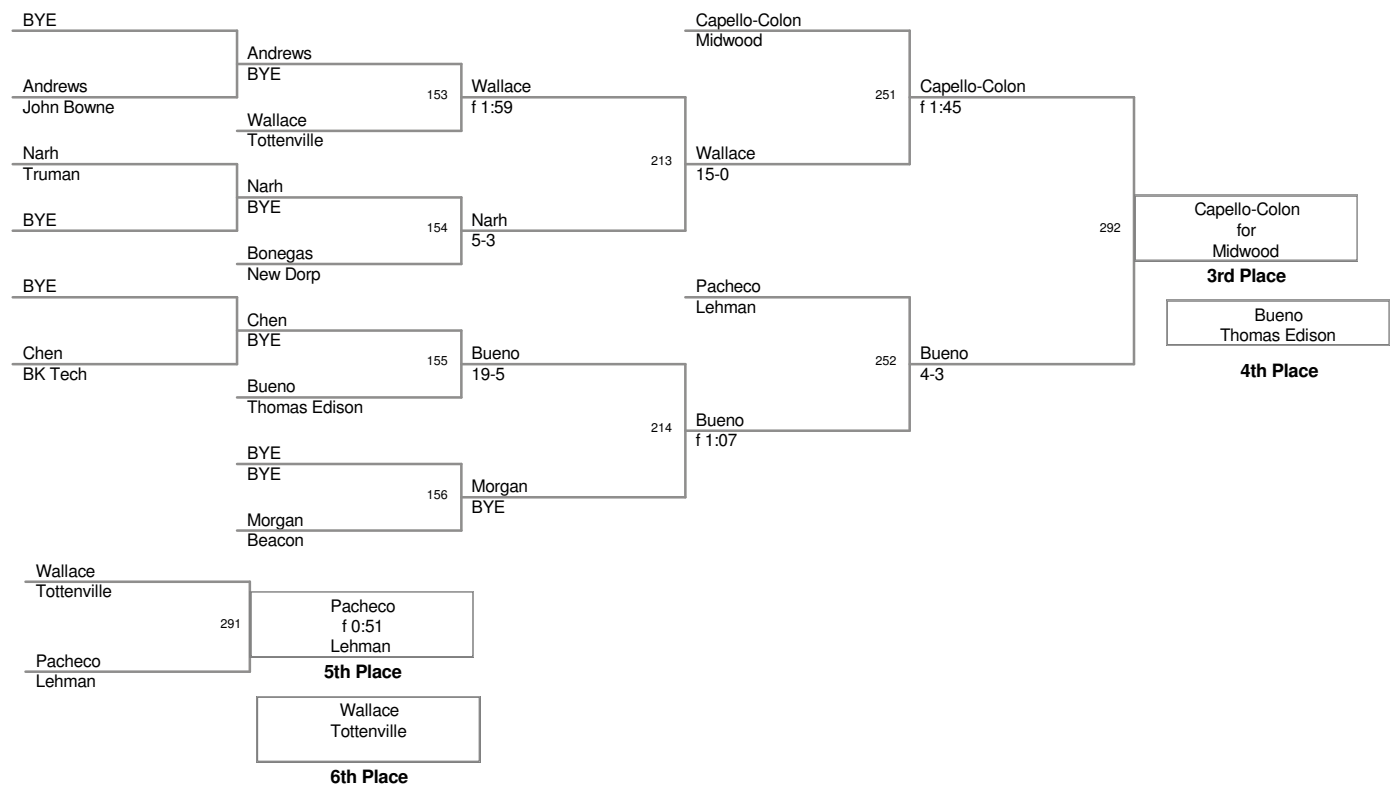 BYE
Andrews
John Bowne
Narh
Truman
BYE
BYE
Chen
BK Tech
Andrews
BYE
Wallace
Tottenville
Narh
BYE
Bonegas
New Dorp
Chen
BYE
Bueno
Thomas Edison
BYE
BYE
Morgan
Beacon
153
154
155
156
Wallace
f 1:59
Narh
5-3
Bueno
19-5
Morgan
BYE
213
214
Capello-Colon
Midwood
Wallace
15-0
Pacheco
Lehman
Bueno
f 1:07
251
252
Capello-Colon
f 1:45
Bueno
4-3
292
Capello-Colon
for
Midwood
3rd Place
Bueno
Thomas Edison
4th Place
Wallace
Tottenville
291
Pacheco
Lehman
Pacheco
f 0:51
Lehman
5th Place
Wallace
Tottenville
6th Place